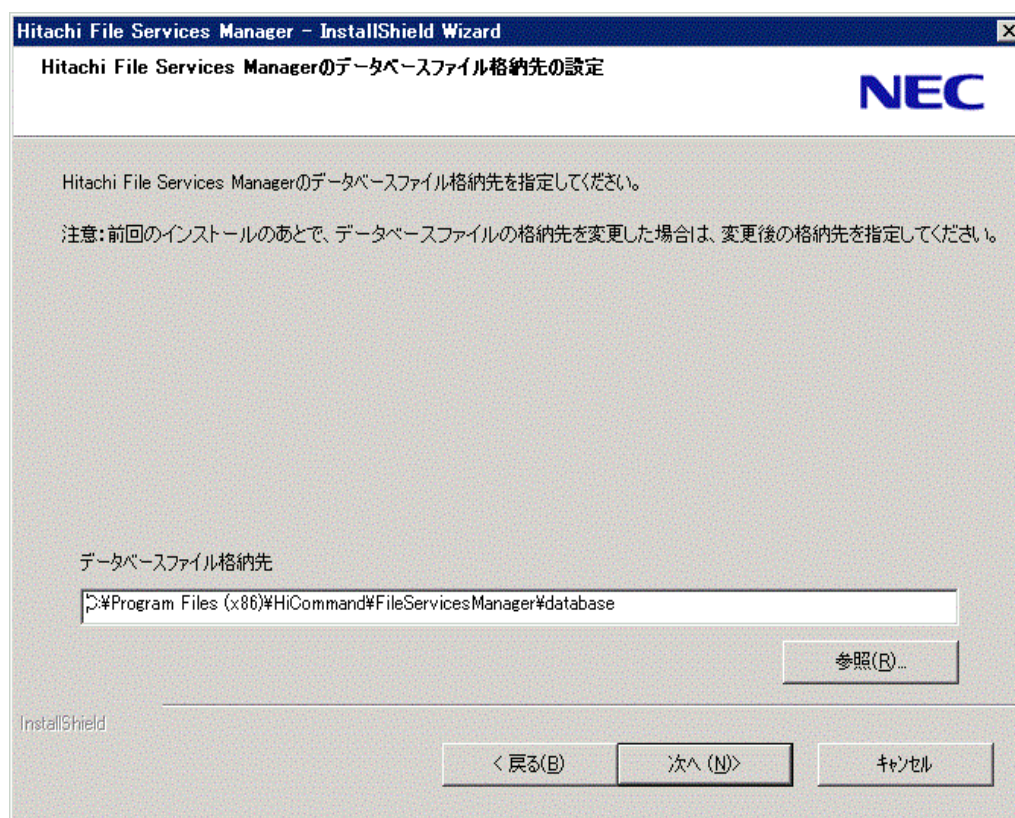 Hitachi File Services Manager - InstallShield Wizard
Hitachi File Services Managerのデータベースファイル格納先の設定
NEC
Hitachi File Services Managerのデータベースファイル格納先を指定してください。
注意:前回のインストールのあとで、データベースファイルの格納先を変更した場合は、変更後の格納先を指定してください。
データベースファイル格納先
C:¥Program Files (x86)¥HiCommand¥FileServicesManager¥database
参照(R)...
InstallShield
< 戻る(B)
次へ (N)>
キャンセル